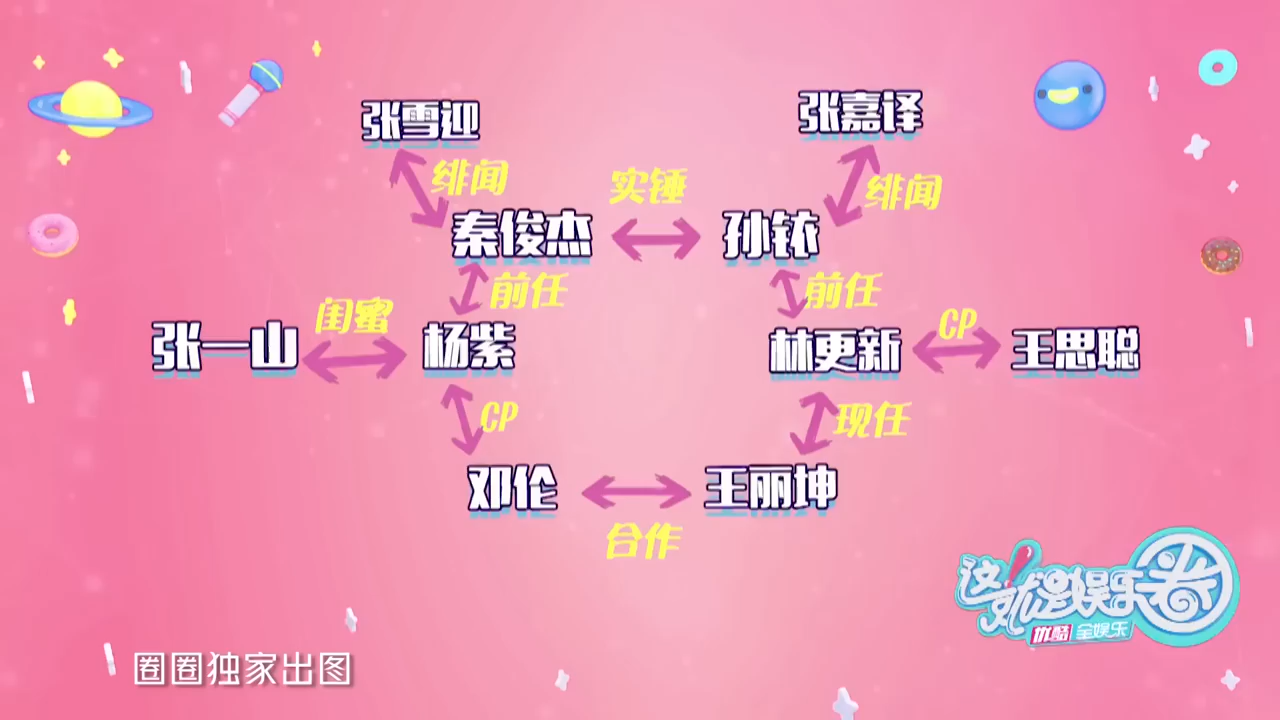 张雪迎
张嘉译
绯闻
实锤
绯闻
秦俊杰
孙铱
前任
前任
闺蜜
CP
张一山
杨紫
林更新
王思聪
CP
现任
邓伦
王丽坤
合作
这就是娱乐圈
优酷 全娱乐
圈圈独家出图